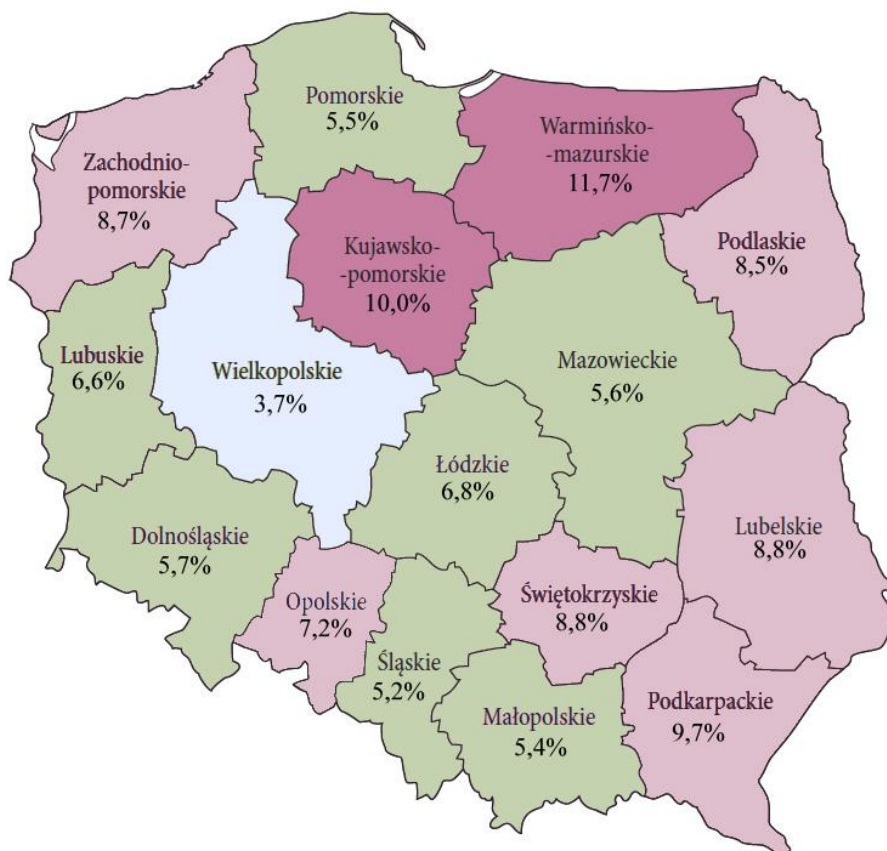 Pomorskie
5,5%
Warmińsko-
-mazurskie
11,7%
Zachodnio-
pomorskie
8,7%
Kujawsko-
-pomorskie
10,0%
Podlaskie
8,5%
Lubuskie
6,6%
Wielkopolskie
3,7%
Mazowieckie
5,6%
Łódzkie
6,8%
Dolnośląskie
5,7%
Lubelskie
8,8%
Opolskie
7,2%
Świętokrzyskie
8,8%
Śląskie
5,2%
Małopolskie
5,4%
Podkarpackie
9,7%